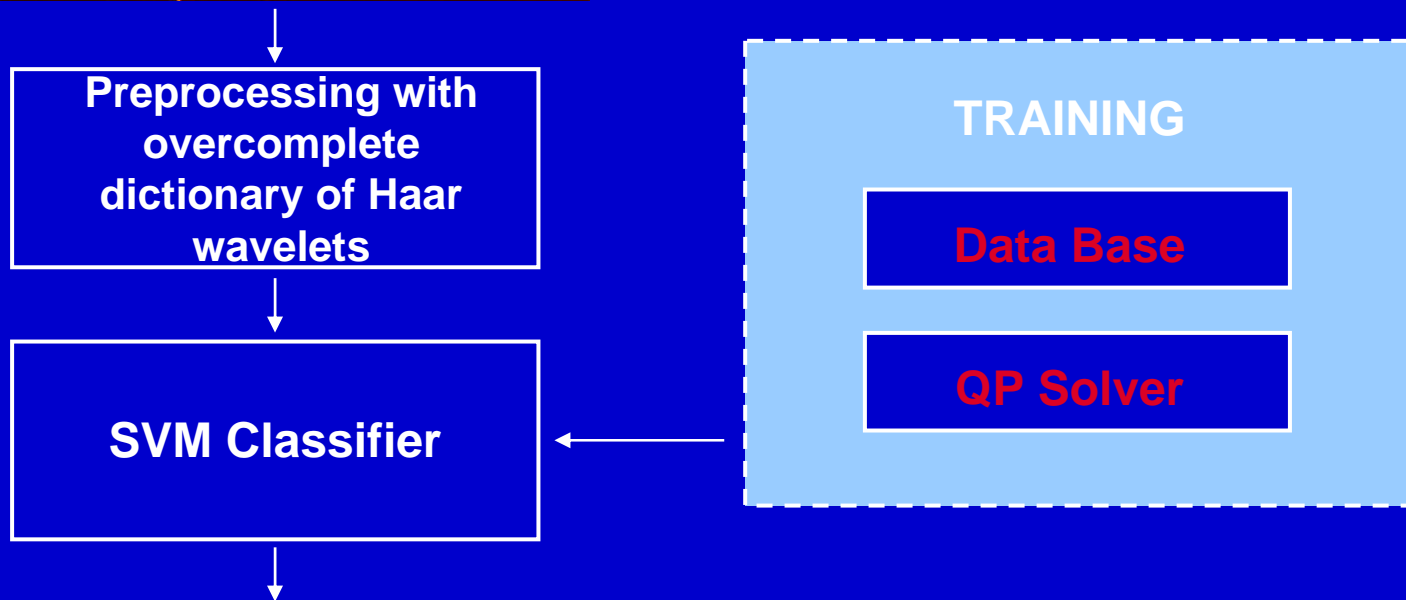 Preprocessing with
overcomplete
dictionary of Haar
wavelets
SVM Classifier
TRAINING
Data Base
QP Solver